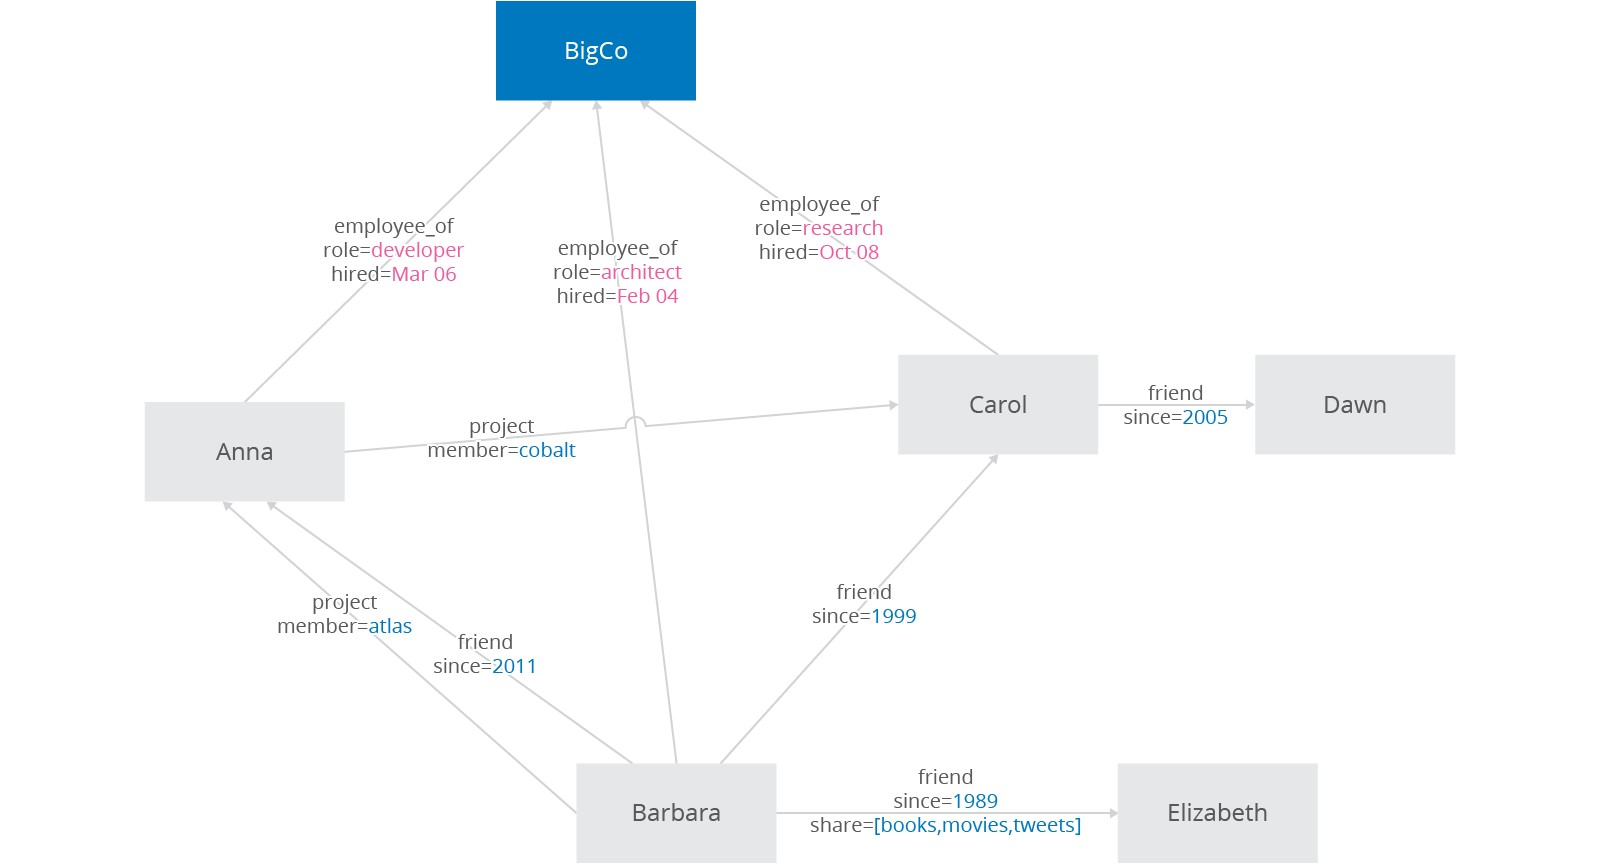 BigCo
employee_of
role=research
hired=Oct 08
employee_of
role=developer
hired=Mar 06
employee_of
role=architect
hired=Feb 04
Carol
friend
since=2005
Dawn
Anna
project
member=cobalt
project
member=atlas
friend
since=2011
friend
since=1999
Barbara
friend
since=1989
share=[books,movies,tweets]
Elizabeth